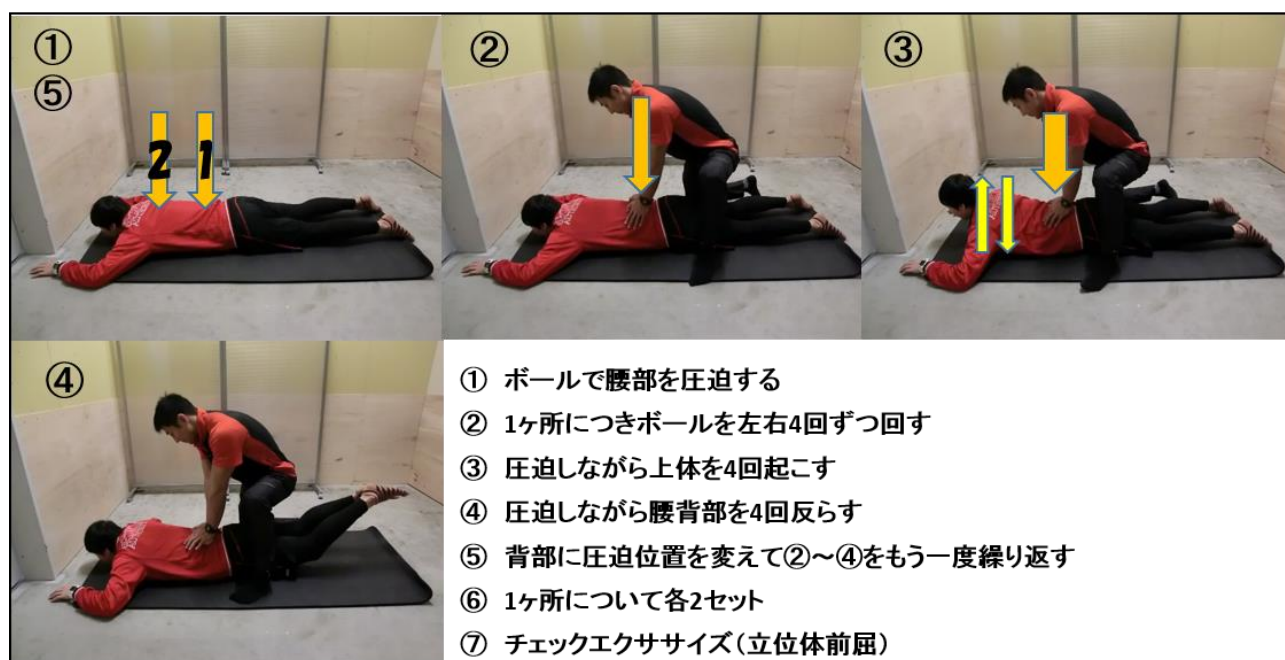 ①
⑤
②
③
2
1
④
① ボールで腰部を圧迫する
② 1ヶ所につきボールを左右4回ずつ回す
③ 圧迫しながら上体を4回起こす
④ 圧迫しながら腰背部を4回反らす
⑤ 背部に圧迫位置を変えて②〜④をもう一度繰り返す
⑥ 1ヶ所について各2セット
⑦ チェックエクササイズ(立位体前屈)